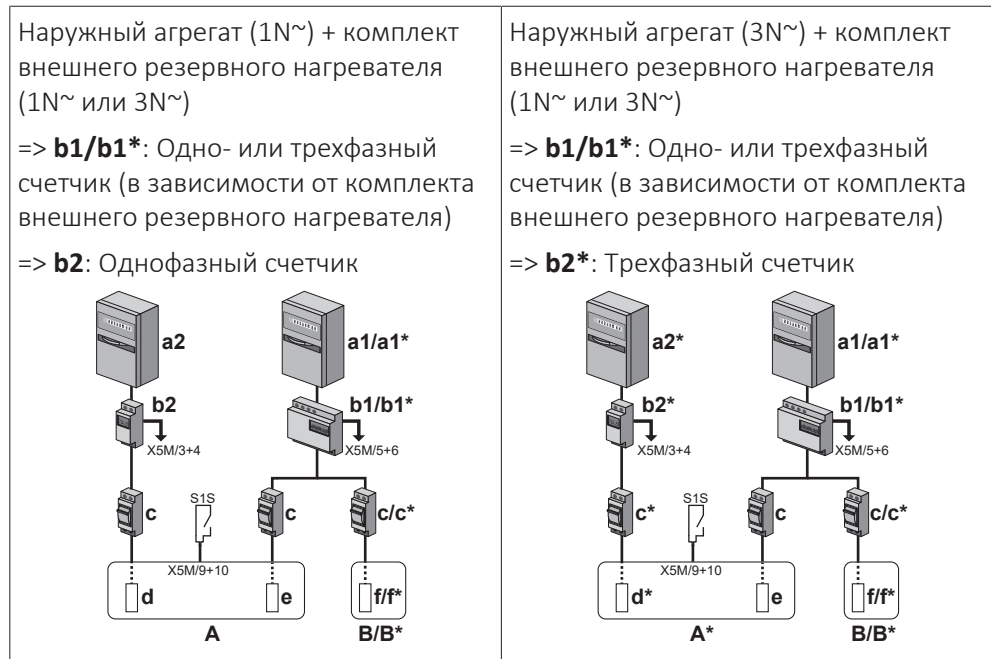 Наружный агрегат (1N~) + комплект
внешнего резервного нагревателя
(1N~ или 3N~)
=> b1/b1*: Одно- или трехфазный
счетчик (в зависимости от комплекта
внешнего резервного нагревателя)
=> b2: Однофазный счетчик
a2
a1/a1*
b2
b1/b1*
X5M/3+4
X5M/5+6
c
S1S
c
c/c*
X5M/9+10
d
e
f/f*
A
B/B*
Наружный агрегат (3N~) + комплект
внешнего резервного нагревателя
(1N~ или 3N~)
=> b1/b1*: Одно- или трехфазный
счетчик (в зависимости от комплекта
внешнего резервного нагревателя)
=> b2*: Трехфазный счетчик
a2*
a1/a1*
b2*
b1/b1*
X5M/3+4
X5M/5+6
c*
S1S
c
c/c*
X5M/9+10
d*
e
f/f*
A*
B/B*